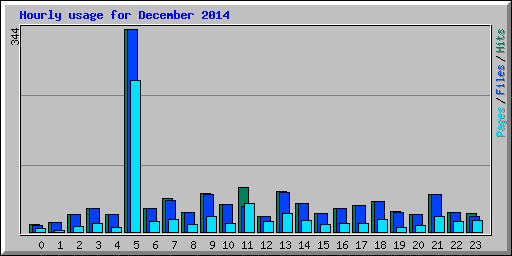 Hourly usage for December 2014
344
Pages/Files/Hits
0 1 2 3 4 5 6 7 8 9 10 11 12 13 14 15 16 17 18 19 20 21 22 23